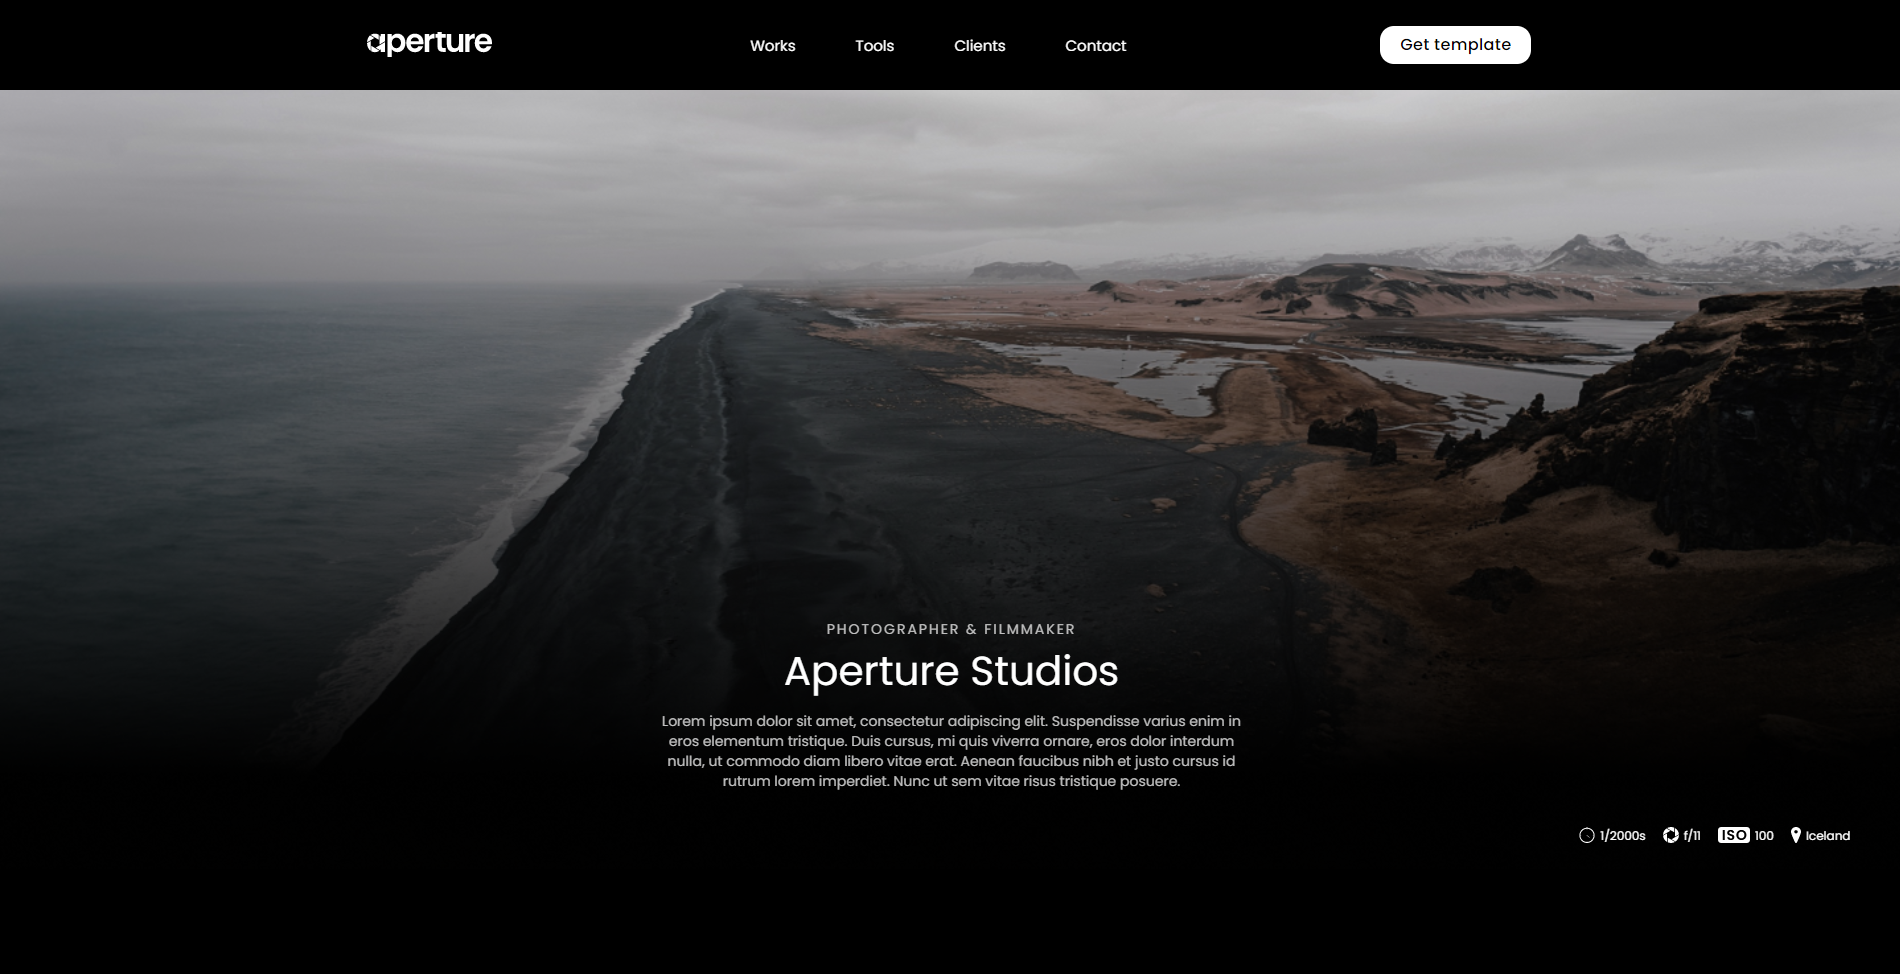 aperture
Works
Tools
Clients
Contact
Get template
PHOTOGRAPHER & FILMMAKER
Aperture Studios
Lorem ipsum dolor sit amet, consectetur adipiscing elit. Suspendisse varius enim in
eros elementum tristique. Duis cursus, mi quis viverra ornare, eros dolor interdum
nulla, ut commodo diam libero vitae erat. Aenean faucibus nibh et justo cursus id
rutrum lorem imperdiet. Nunc ut sem vitae risus tristique posuere.
1/2000s
f/11
ISO 100
Iceland